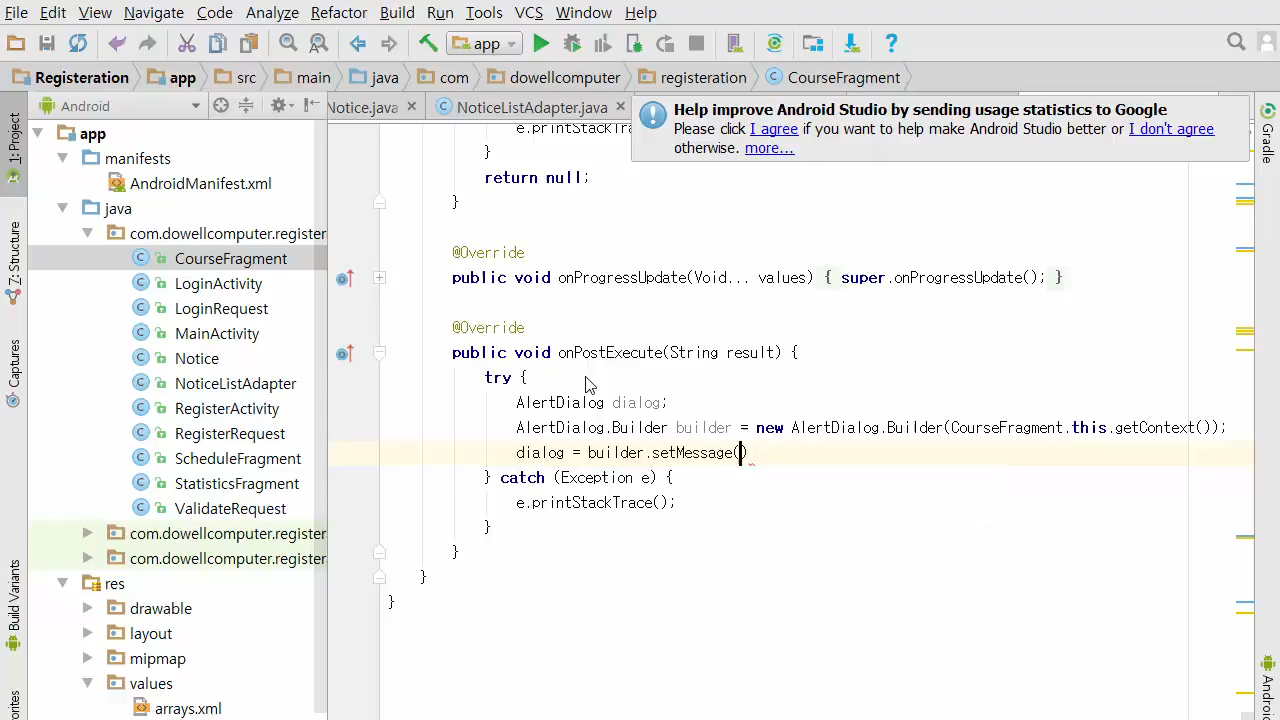 File Edit View Navigate Code Analyze Refactor Build Run Tools VCS Window Help
app
Registeration app src main java com dowellcomputer registeration CourseFragment
Android
Notice.java NoticeListAdapter.java
Help improve Android Studio by sending usage statistics to Google
Please click I agree if you want to help make Android Studio better or I don't agree
otherwise. more...
1: Project
Z: Structure
Captures
Build Variants
Gradle
app
manifests
AndroidManifest.xml
java
com.dowellcomputer.register
CourseFragment
LoginActivity
LoginRequest
MainActivity
Notice
NoticeListAdapter
RegisterActivity
RegisterRequest
ScheduleFragment
StatisticsFragment
ValidateRequest
com.dowellcomputer.register
com.dowellcomputer.register
res
drawable
layout
mipmap
values
arrays.xml
e.printStackTra
}
return null;
}
@Override
public void onProgressUpdate(Void... values) { super.onProgressUpdate(); }
@Override
public void onPostExecute(String result) {
try {
AlertDialog dialog;
AlertDialog.Builder builder = new AlertDialog.Builder(CourseFragment.this.getContext());
dialog = builder.setMessage()
} catch (Exception e) {
e.printStackTrace();
}
}
}
}